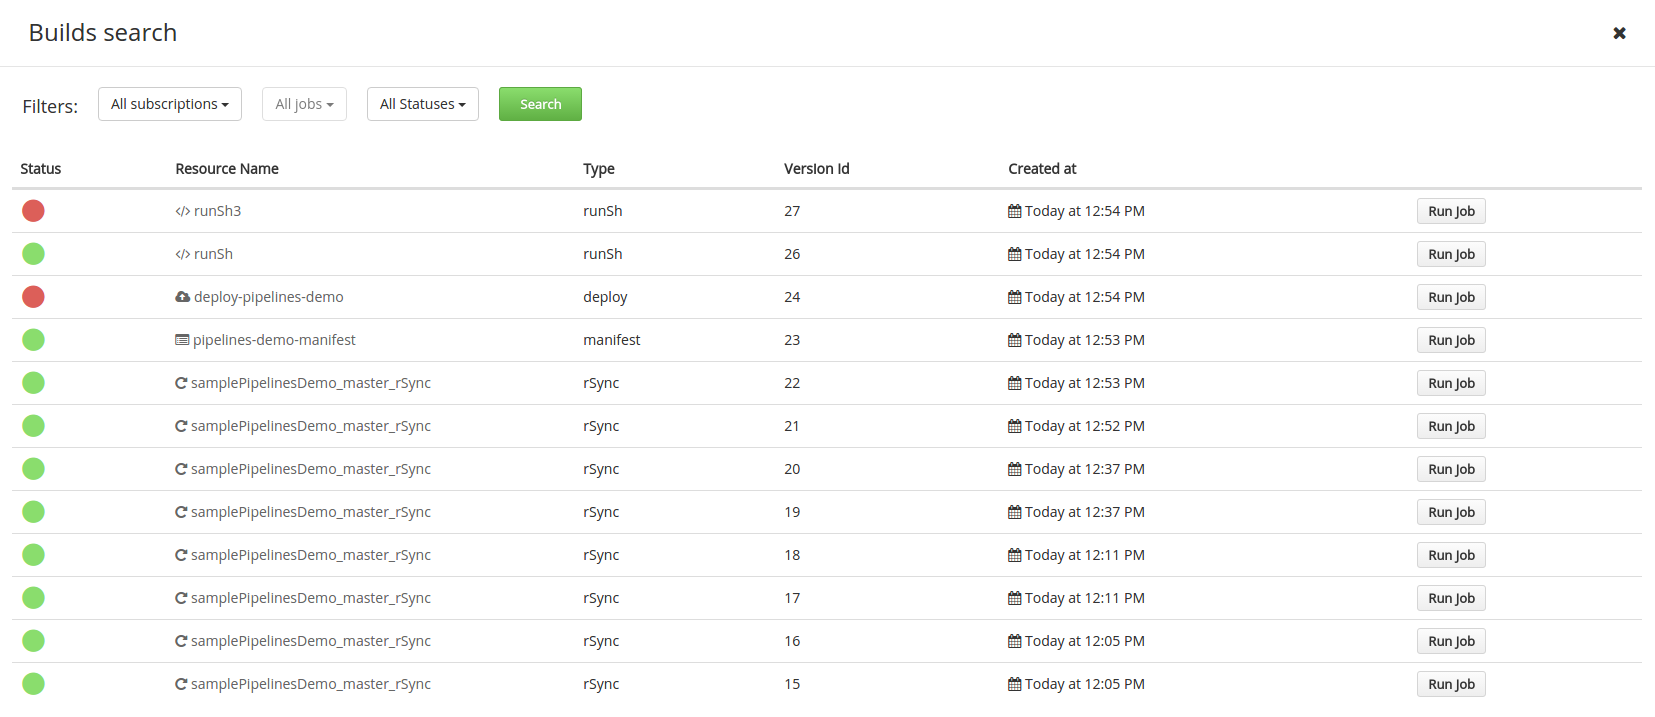 Builds search
Filters: All subscriptions All jobs All Statuses Search
Status Resource Name Type Version Id Created at
runSh3 runSh 27 Today at 12:54 PM Run Job
runSh runSh 26 Today at 12:54 PM Run Job
deploy-pipelines-demo deploy 24 Today at 12:54 PM Run Job
pipelines-demo-manifest manifest 23 Today at 12:53 PM Run Job
samplePipelinesDemo_master_rSync rSync 22 Today at 12:53 PM Run Job
samplePipelinesDemo_master_rSync rSync 21 Today at 12:52 PM Run Job
samplePipelinesDemo_master_rSync rSync 20 Today at 12:37 PM Run Job
samplePipelinesDemo_master_rSync rSync 19 Today at 12:37 PM Run Job
samplePipelinesDemo_master_rSync rSync 18 Today at 12:11 PM Run Job
samplePipelinesDemo_master_rSync rSync 17 Today at 12:11 PM Run Job
samplePipelinesDemo_master_rSync rSync 16 Today at 12:05 PM Run Job
samplePipelinesDemo_master_rSync rSync 15 Today at 12:05 PM Run Job